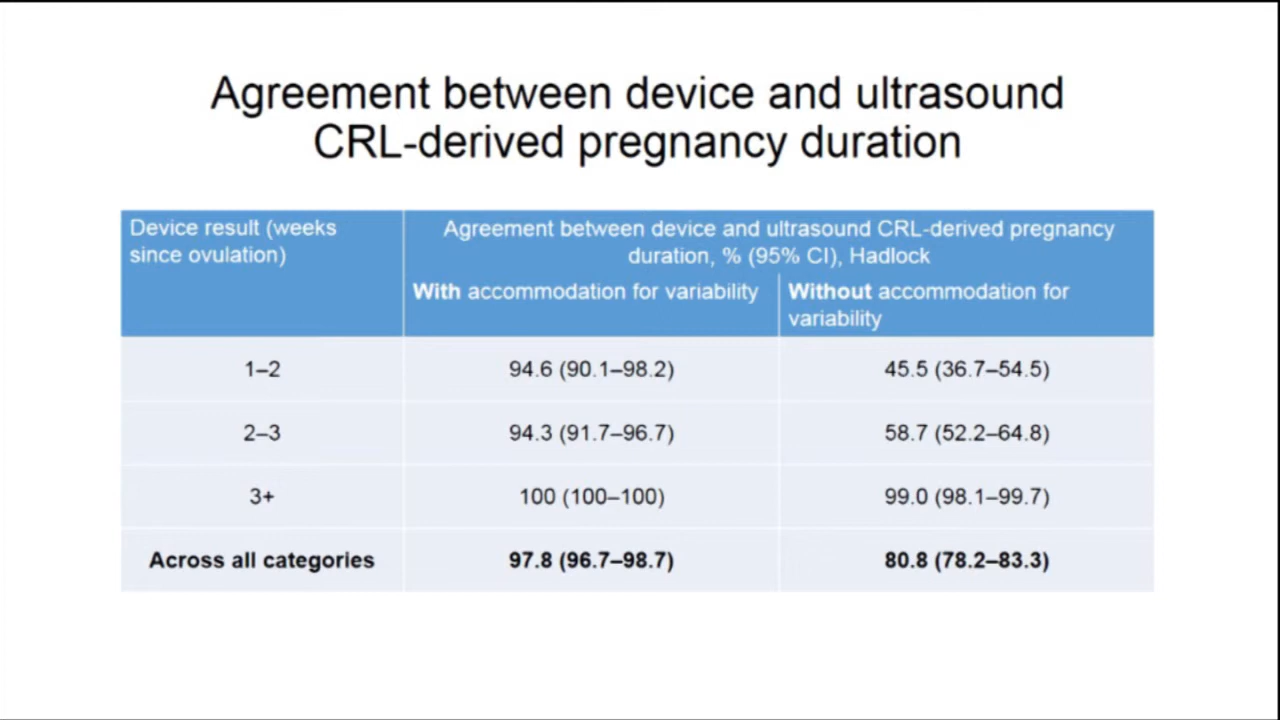 Agreement between device and ultrasound
CRL-derived pregnancy duration
Device result (weeks
since ovulation)
Agreement between device and ultrasound CRL-derived pregnancy
duration, % (95% CI), Hadlock
With accommodation for variability
Without accommodation for
variability
1–2
94.6 (90.1–98.2)
45.5 (36.7–54.5)
2–3
94.3 (91.7–96.7)
58.7 (52.2–64.8)
3+
100 (100–100)
99.0 (98.1–99.7)
Across all categories
97.8 (96.7–98.7)
80.8 (78.2–83.3)